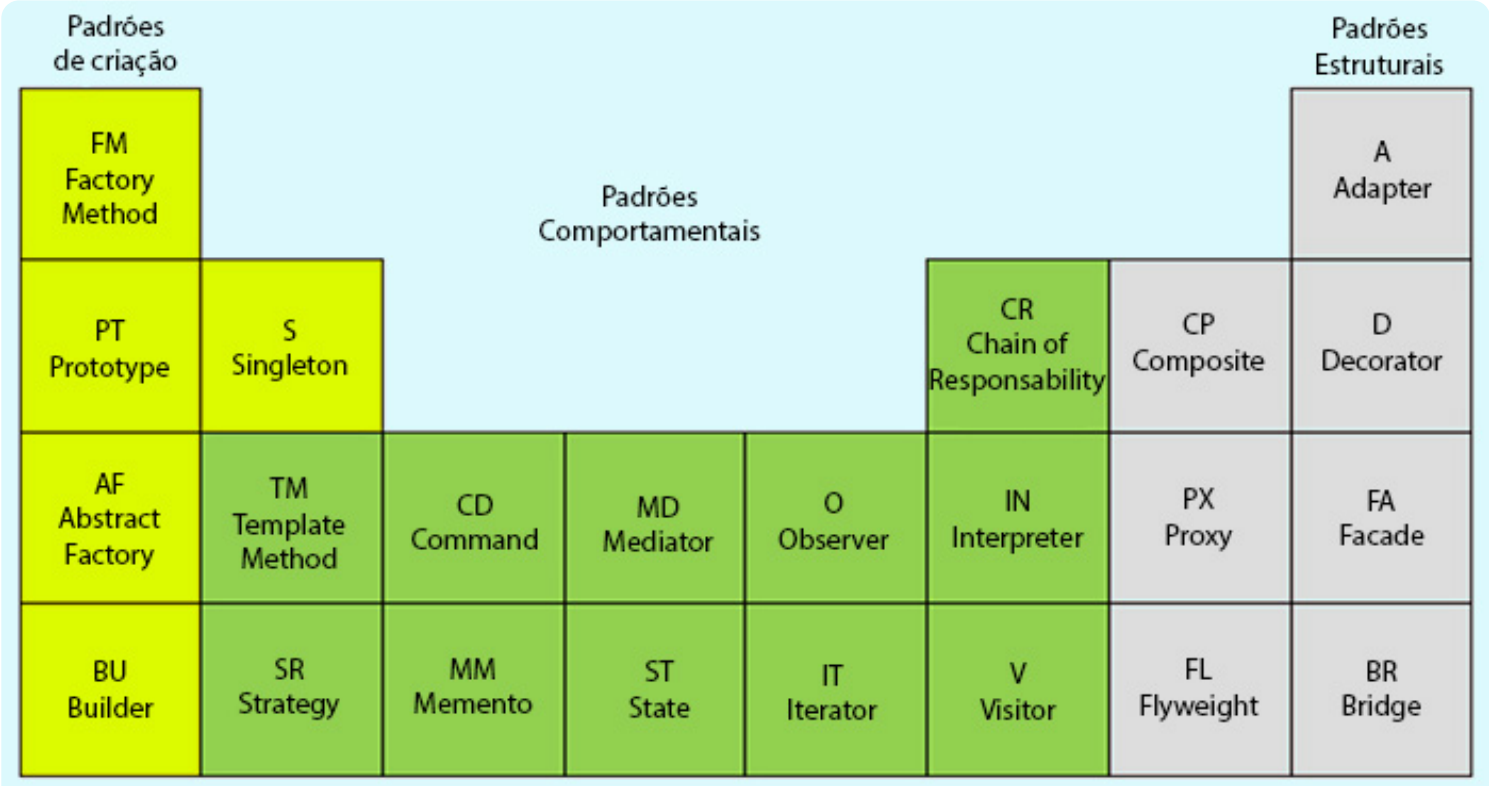 Padrões
de criação
Padrões
Estruturais
FM
Factory
Method
Padrões
Comportamentais
A
Adapter
PT
Prototype
S
Singleton
CR
Chain of
Responsability
CP
Composite
D
Decorator
AF
Abstract
Factory
TM
Template
Method
CD
Command
MD
Mediator
O
Observer
IN
Interpreter
PX
Proxy
FA
Facade
BU
Builder
SR
Strategy
MM
Memento
ST
State
IT
Iterator
V
Visitor
FL
Flyweight
BR
Bridge